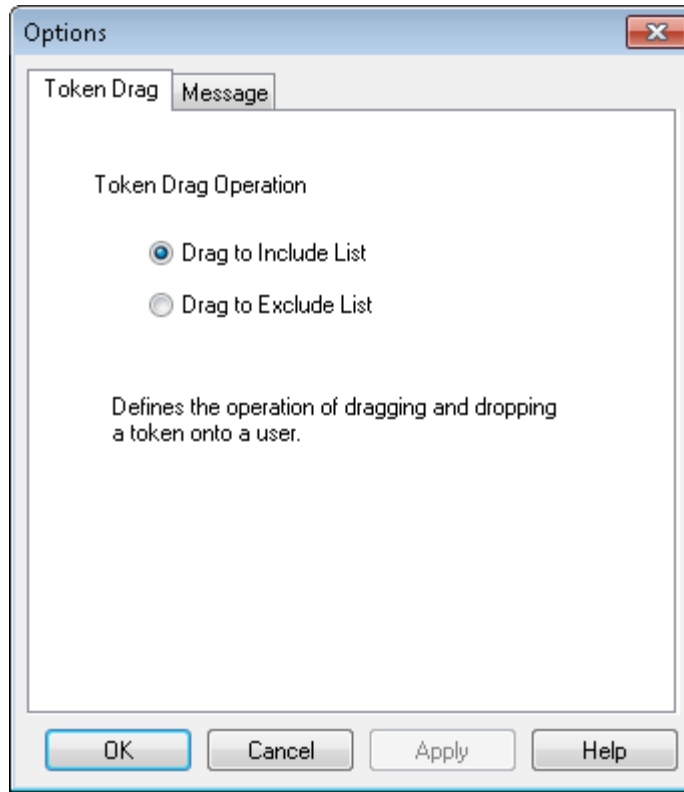 Options
Token Drag Message
Token Drag Operation
Drag to Include List
Drag to Exclude List
Defines the operation of dragging and dropping
a token onto a user.
OK Cancel Apply Help